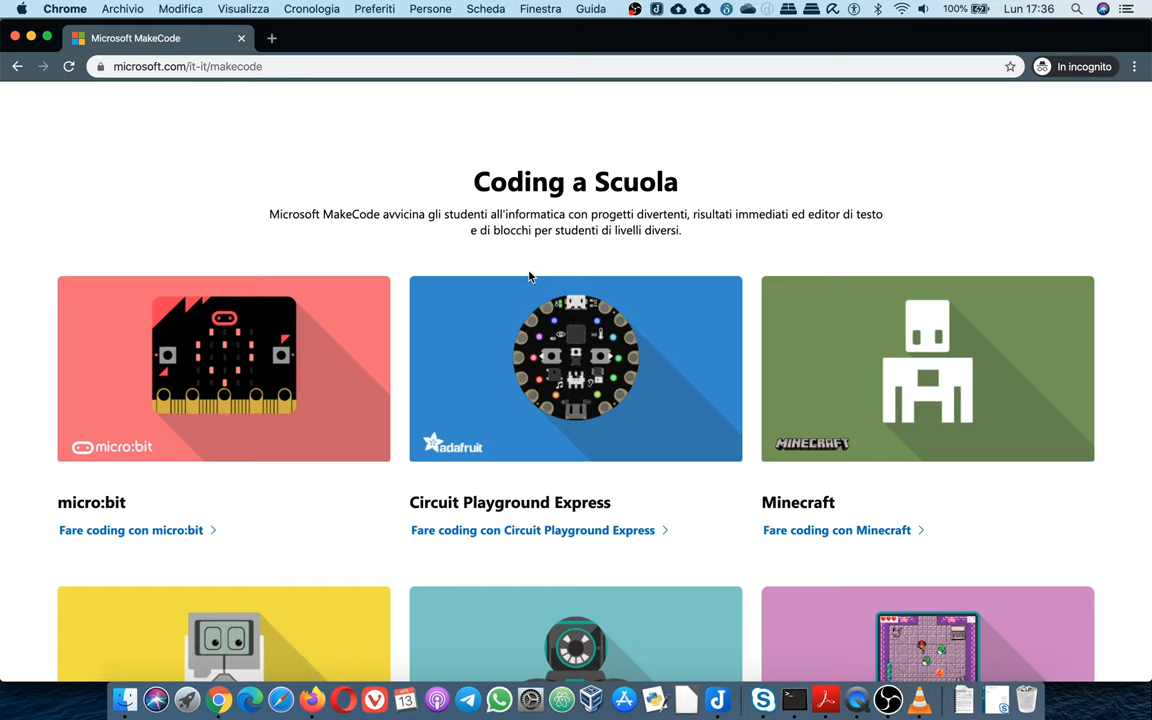 Chrome Archivio Modifica Visualizza Cronologia Preferiti Persone Scheda Finestra Guida 100% Lun 17:36
Microsoft MakeCode
microsoft.com/it-it/makecode In incognito
Coding a Scuola
Microsoft MakeCode avvicina gli studenti all'informatica con progetti divertenti, risultati immediati ed editor di testo
e di blocchi per studenti di livelli diversi.
micro:bit
adafruit
MINECRAFT
micro:bit
Fare coding con micro:bit
Circuit Playground Express
Fare coding con Circuit Playground Express
Minecraft
Fare coding con Minecraft
13